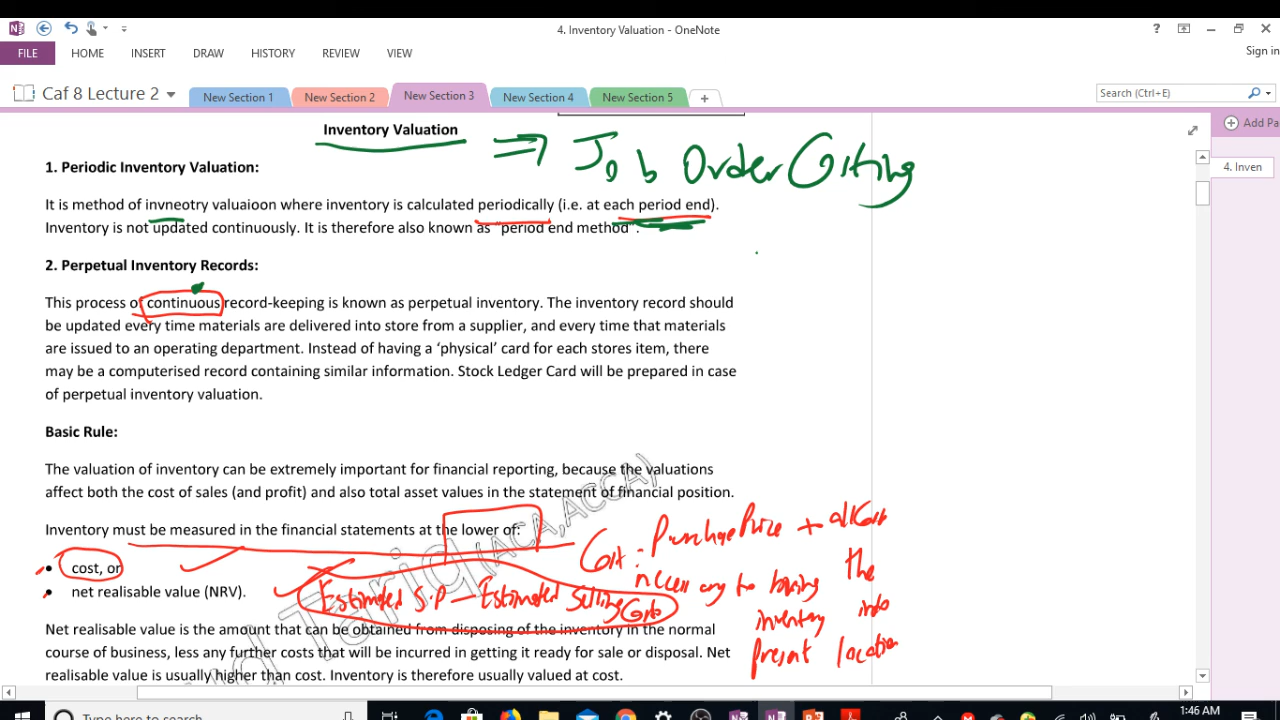 4. Inventory Valuation - OneNote
Sign in
FILE HOME INSERT DRAW HISTORY REVIEW VIEW
Caf 8 Lecture 2 New Section 1 New Section 2 New Section 3 New Section 4 New Section 5 Search (Ctrl+E)
Add Pa
4. Inven
Inventory Valuation ⇒ Job Order Costing
1. Periodic Inventory Valuation:
It is method of invneotry valuaioon where inventory is calculated periodically (i.e. at each period end).
Inventory is not updated continuously. It is therefore also known as "period end method".
2. Perpetual Inventory Records:
This process of continuous record-keeping is known as perpetual inventory. The inventory record should
be updated every time materials are delivered into store from a supplier, and every time that materials
are issued to an operating department. Instead of having a ‘physical’ card for each stores item, there
may be a computerised record containing similar information. Stock Ledger Card will be prepared in case
of perpetual inventory valuation.
Basic Rule:
The valuation of inventory can be extremely important for financial reporting, because the valuations
affect both the cost of sales (and profit) and also total asset values in the statement of financial position.
Inventory must be measured in the financial statements at the lower of:
• cost, or
• net realisable value (NRV).
Estimated S.P - Estimated Selling Costs
Cost : Purchase Price + all Cost
necessary to bring the
inventory into
present location
Net realisable value is the amount that can be obtained from disposing of the inventory in the normal
course of business, less any further costs that will be incurred in getting it ready for sale or disposal. Net
realisable value is usually higher than cost. Inventory is therefore usually valued at cost.
Tariq (ACA,ACCA)
Type here to search
1:46 AM